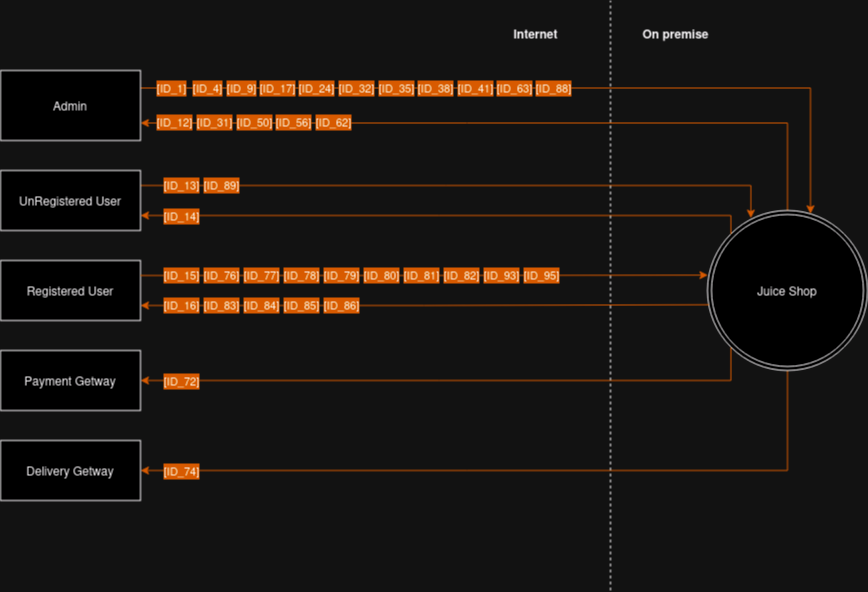 Internet On premise
[ID_1] [ID_4] [ID_9] [ID_17] [ID_24] [ID_32] [ID_35] [ID_38] [ID_41] [ID_63] [ID_88]
Admin
[ID_12] [ID_31] [ID_50] [ID_56] [ID_62]
[ID_13] [ID_89]
UnRegistered User
[ID_14]
[ID_15] [ID_76] [ID_77] [ID_78] [ID_79] [ID_80] [ID_81] [ID_82] [ID_93] [ID_95]
Registered User
Juice Shop
[ID_16] [ID_83] [ID_84] [ID_85] [ID_86]
Payment Getway
[ID_72]
Delivery Getway
[ID_74]